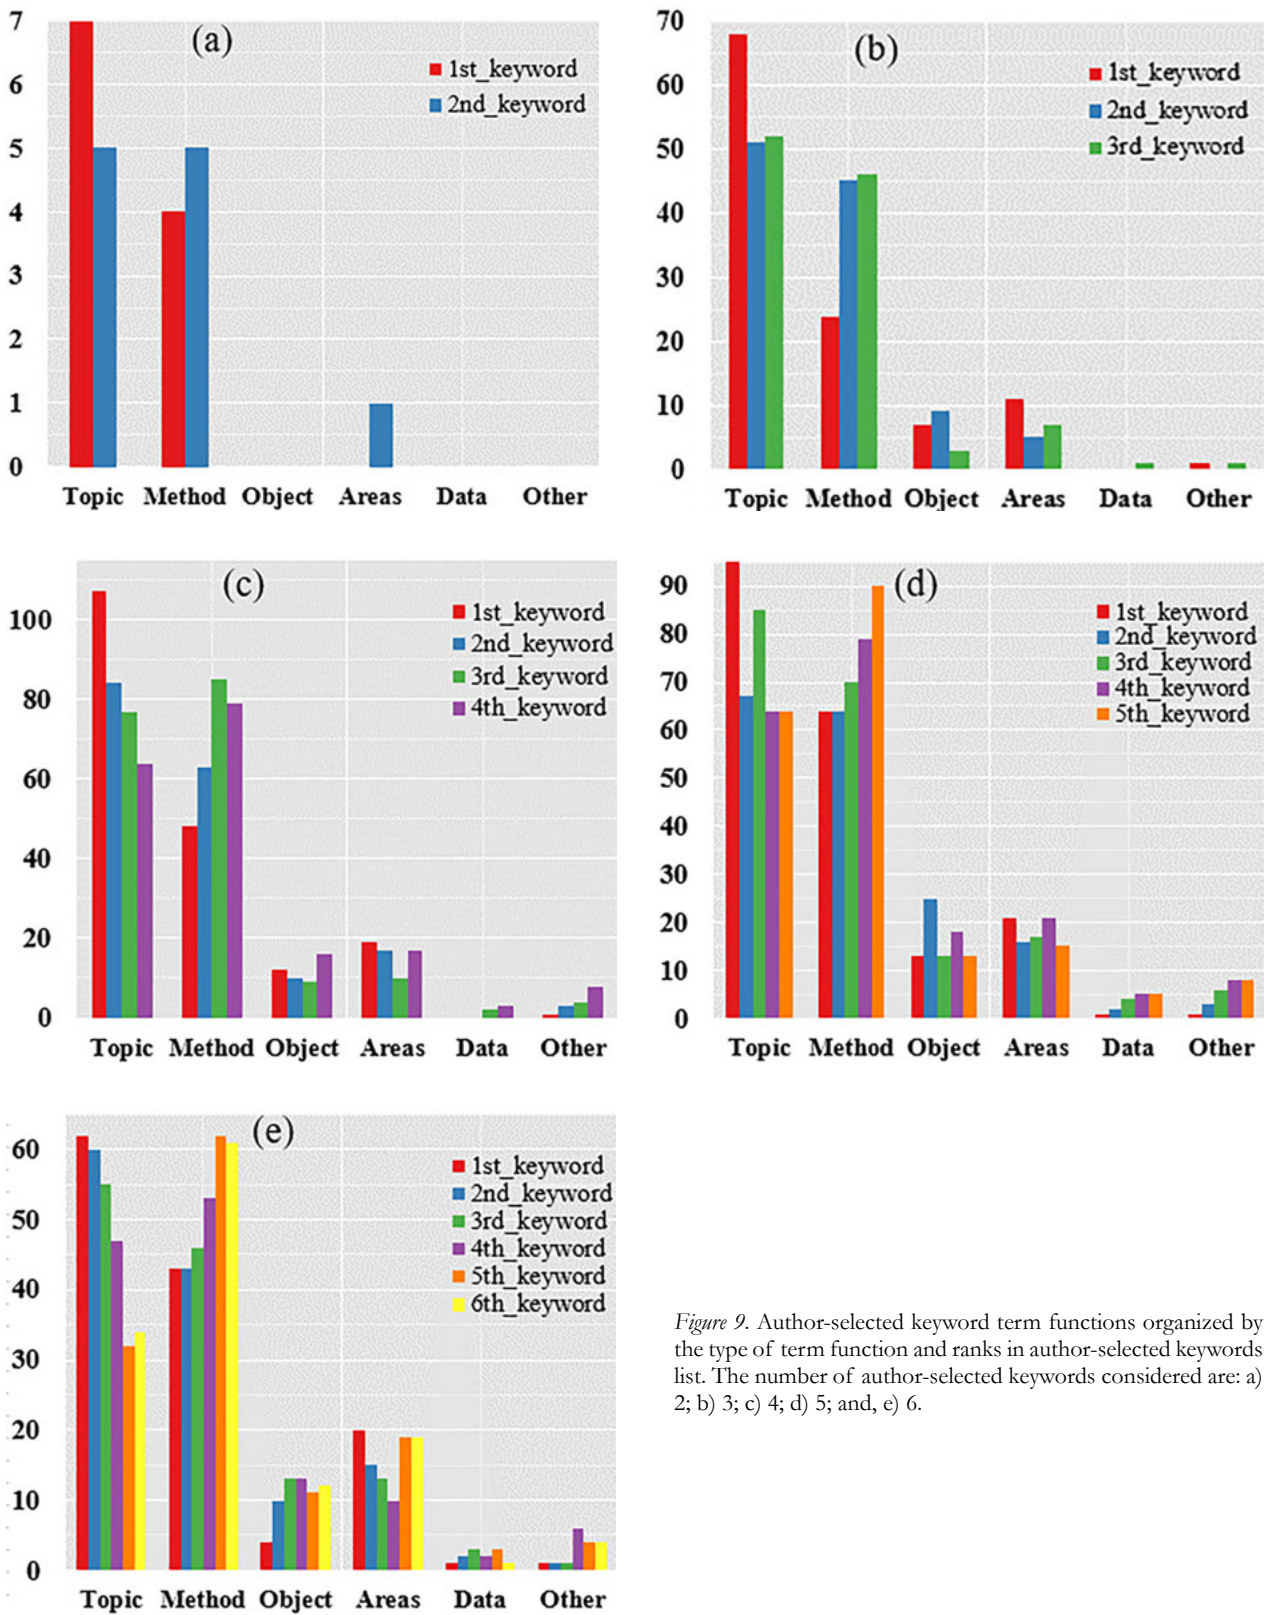 (a)
7
6
5
4
3
2
1
0
1st_keyword
2nd_keyword
Topic Method Object Areas Data Other
(b)
70
60
50
40
30
20
10
0
1st_keyword
2nd_keyword
3rd_keyword
Topic Method Object Areas Data Other
(c)
100
80
60
40
20
0
1st_keyword
2nd_keyword
3rd_keyword
4th_keyword
Topic Method Object Areas Data Other
(d)
90
80
70
60
50
40
30
20
10
0
1st_keyword
2nd_keyword
3rd_keyword
4th_keyword
5th_keyword
Topic Method Object Areas Data Other
(e)
60
50
40
30
20
10
0
1st_keyword
2nd_keyword
3rd_keyword
4th_keyword
5th_keyword
6th_keyword
Topic Method Object Areas Data Other
Figure 9. Author-selected keyword term functions organized by
the type of term function and ranks in author-selected keywords
list. The number of author-selected keywords considered are: a)
2; b) 3; c) 4; d) 5; and, e) 6.